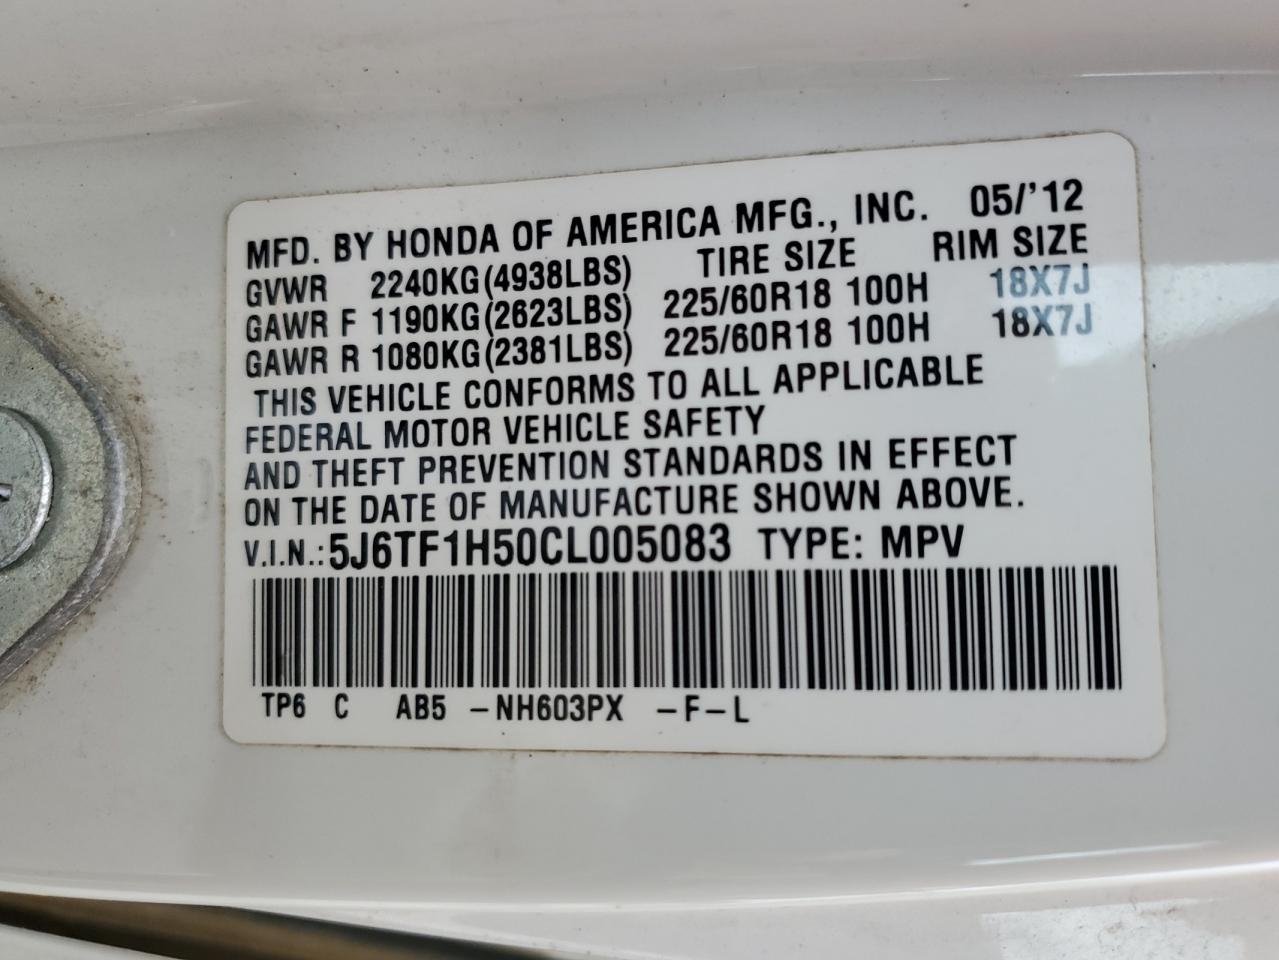 MFD. BY HONDA OF AMERICA MFG., INC. 05/'12
GVWR 2240KG(4938LBS) TIRE SIZE RIM SIZE
GAWR F 1190KG(2623LBS) 225/60R18 100H 18X7J
GAWR R 1080KG(2381LBS) 225/60R18 100H 18X7J
THIS VEHICLE CONFORMS TO ALL APPLICABLE
FEDERAL MOTOR VEHICLE SAFETY
AND THEFT PREVENTION STANDARDS IN EFFECT
ON THE DATE OF MANUFACTURE SHOWN ABOVE.
V.I.N.:5J6TF1H50CL005083 TYPE: MPV
TP6 C AB5 -NH603PX -F-L